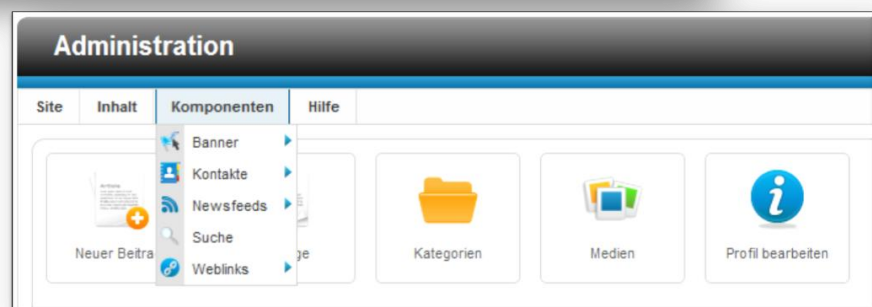 Administration
Site Inhalt Komponenten Hilfe
Banner
Kontakte
Newsfeeds
Suche
Weblinks
Neuer Beitra
ge
Kategorien
Medien
Profil bearbeiten